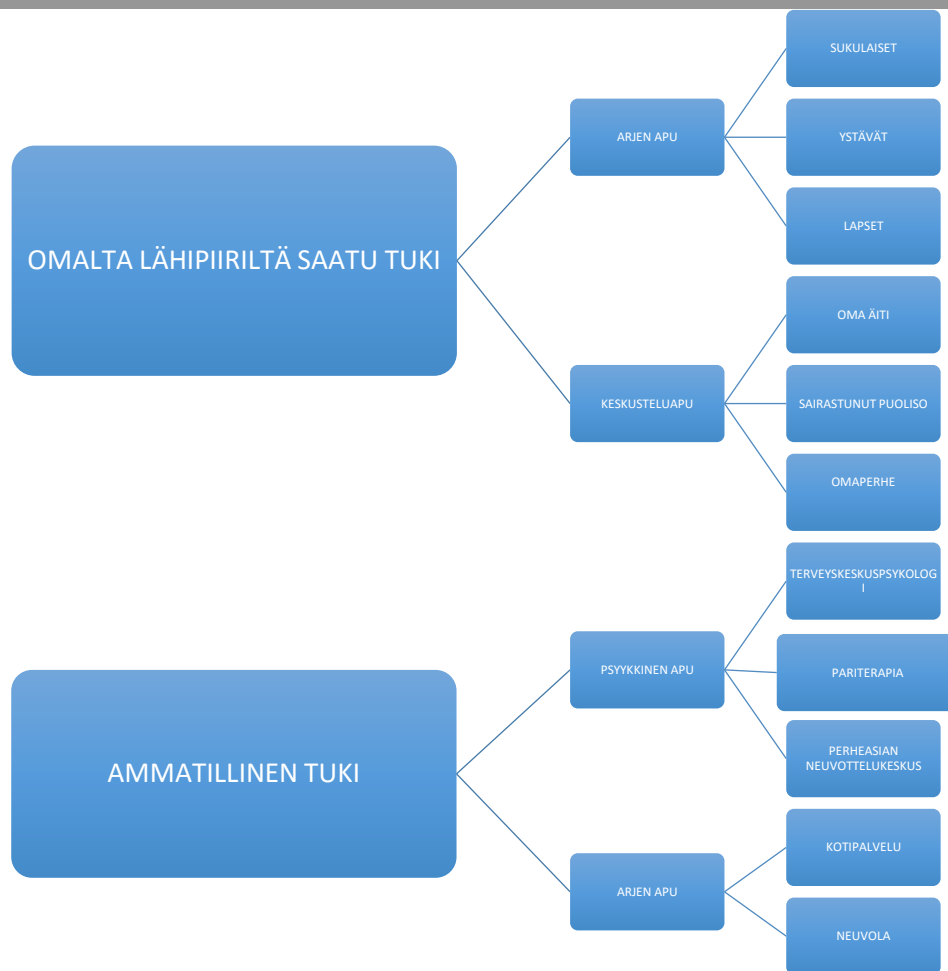 OMALTA LÄHIPIIRILTÄ SAATU TUKI
ARJEN APU
SUKULAISET
YSTÄVÄT
LAPSET
KESKUSTELUAPU
OMA ÄITI
SAIRASTUNUT PUOLISO
OMAPERHE
AMMATILLINEN TUKI
PSYYKKINEN APU
TERVEYSKESKUSPSYKOLOG
I
PARITERAPIA
PERHEASIAN
NEUVOTTELUKESKUS
ARJEN APU
KOTIPALVELU
NEUVOLA